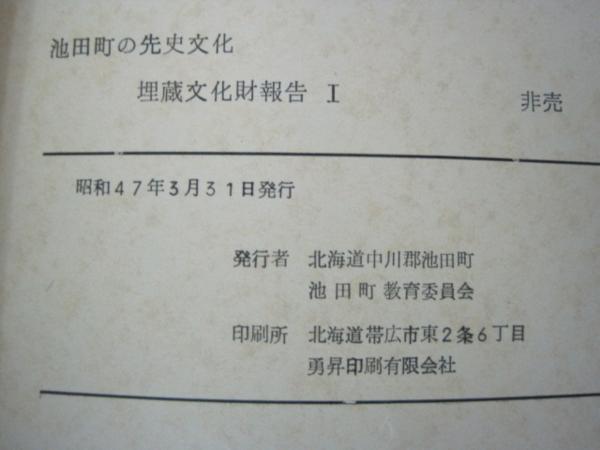 池田町の先史文化
埋蔵文化財報告 I
非売
昭和47年3月31日発行
発行者 北海道中川郡池田町
池田町教育委員会
印刷所 北海道帯広市東2条6丁目
勇昇印刷有限会社